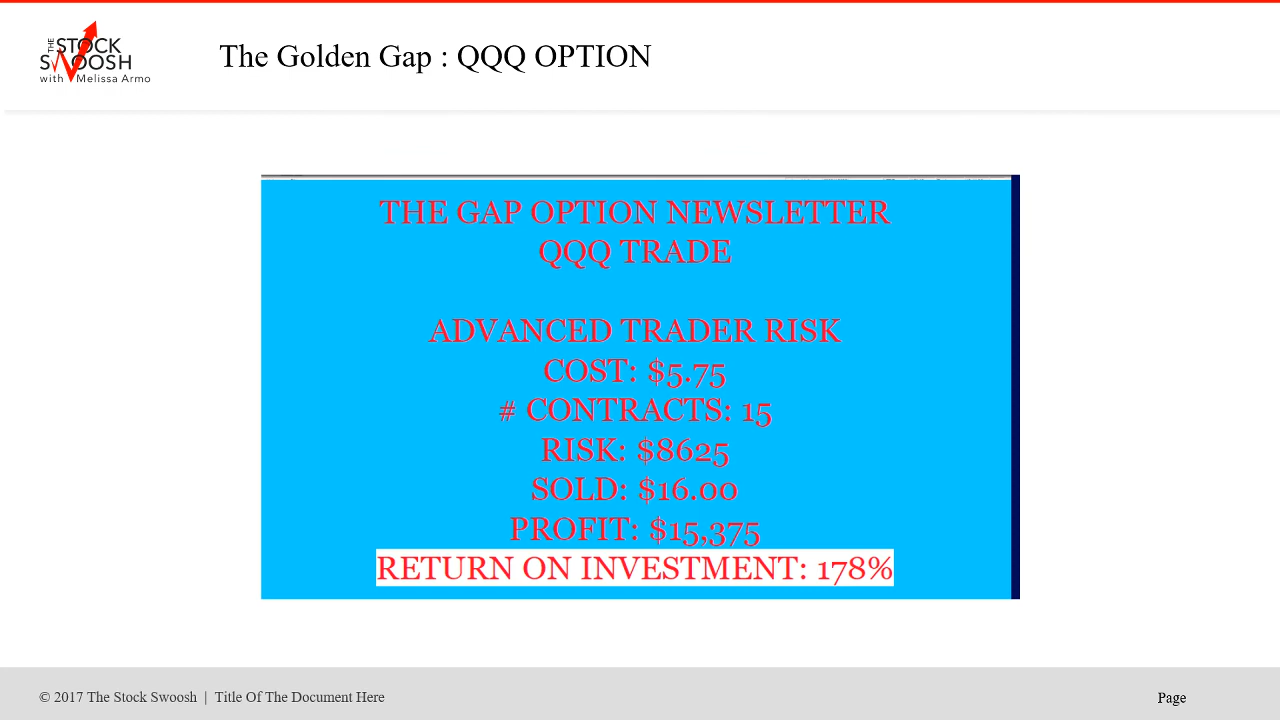 THE STOCK
SWOOSH
with Melissa Armo
The Golden Gap : QQQ OPTION
THE GAP OPTION NEWSLETTER
QQQ TRADE
ADVANCED TRADER RISK
COST: $5.75
# CONTRACTS: 15
RISK: $8625
SOLD: $16.00
PROFIT: $15,375
RETURN ON INVESTMENT: 178%
© 2017 The Stock Swoosh | Title Of The Document Here
Page